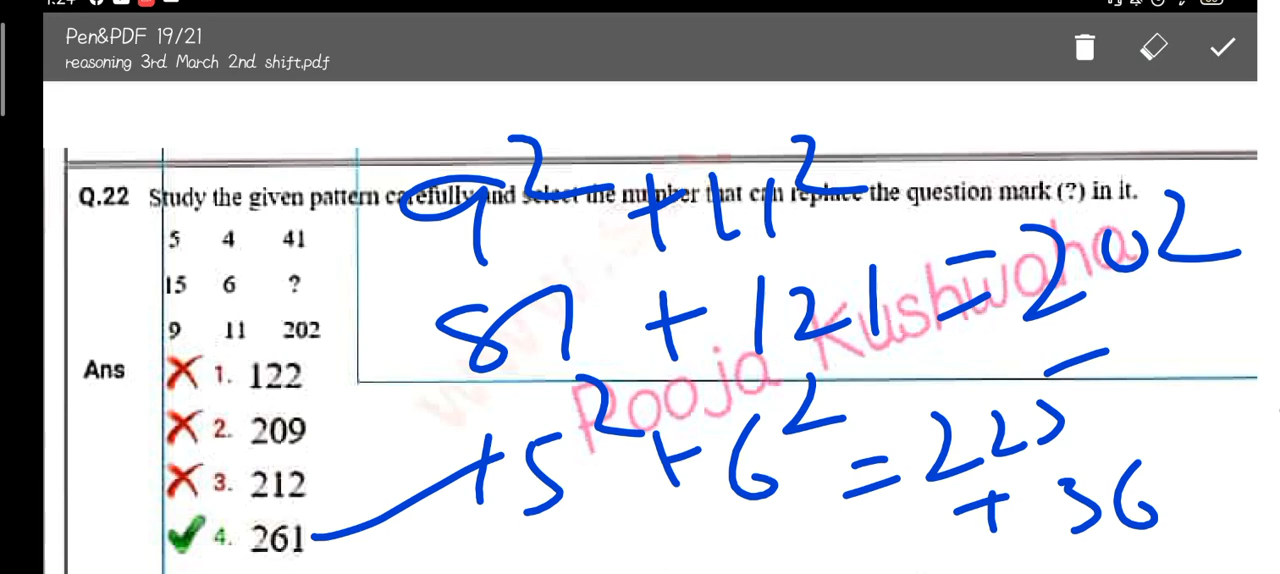 Pen&PDF 19/21
reasoning 3rd March 2nd shift.pdf
9² + 11²
Q.22 Study the given pattern carefully and select the number that can replace the question mark (?) in it.
5 4 41
15 6 ?
9 11 202
81 + 121 = 202
Pooja Kushwaha
Ans
1. 122
2. 209
3. 212
4. 261
15² + 6² = 225
+ 36